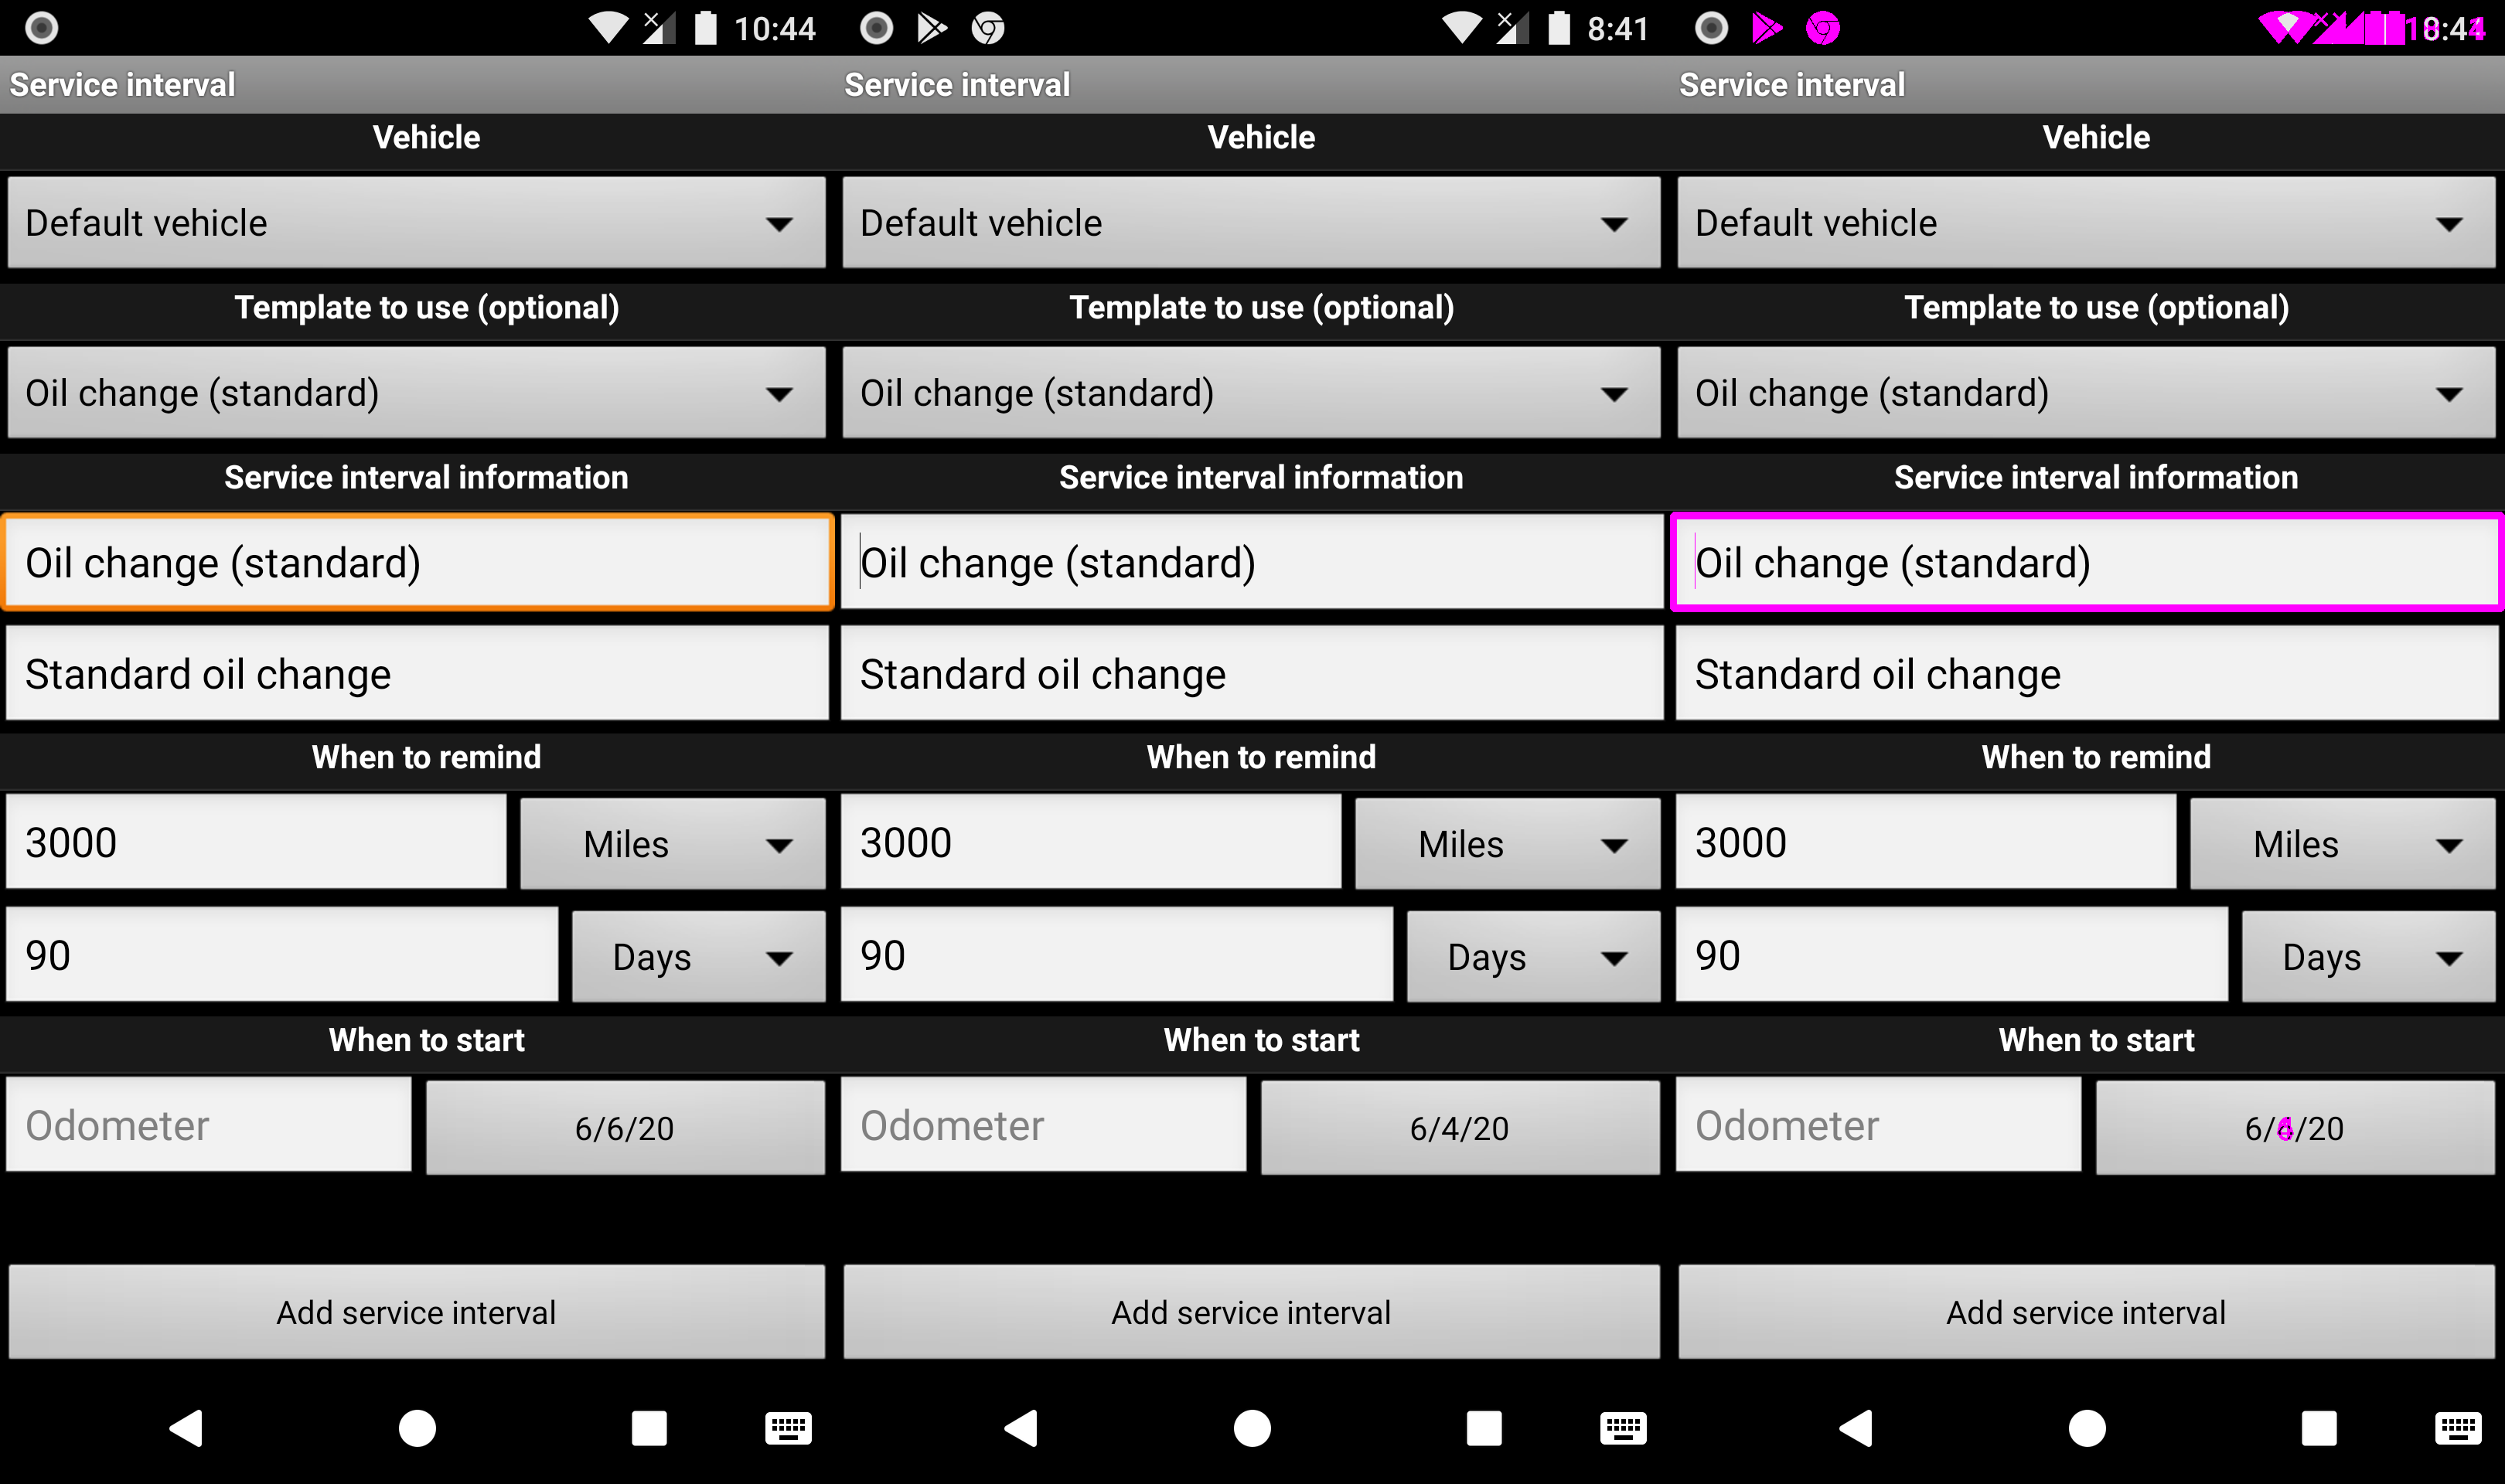 10:44 8:41
Service interval Service interval Service interval
Vehicle Vehicle Vehicle
Default vehicle Default vehicle Default vehicle
Template to use (optional) Template to use (optional) Template to use (optional)
Oil change (standard) Oil change (standard) Oil change (standard)
Service interval information Service interval information Service interval information
Oil change (standard) Oil change (standard) Oil change (standard)
Standard oil change Standard oil change Standard oil change
When to remind When to remind When to remind
3000 Miles 3000 Miles 3000 Miles
90 Days 90 Days 90 Days
When to start When to start When to start
Odometer 6/6/20 Odometer 6/4/20 Odometer
Add service interval Add service interval Add service interval